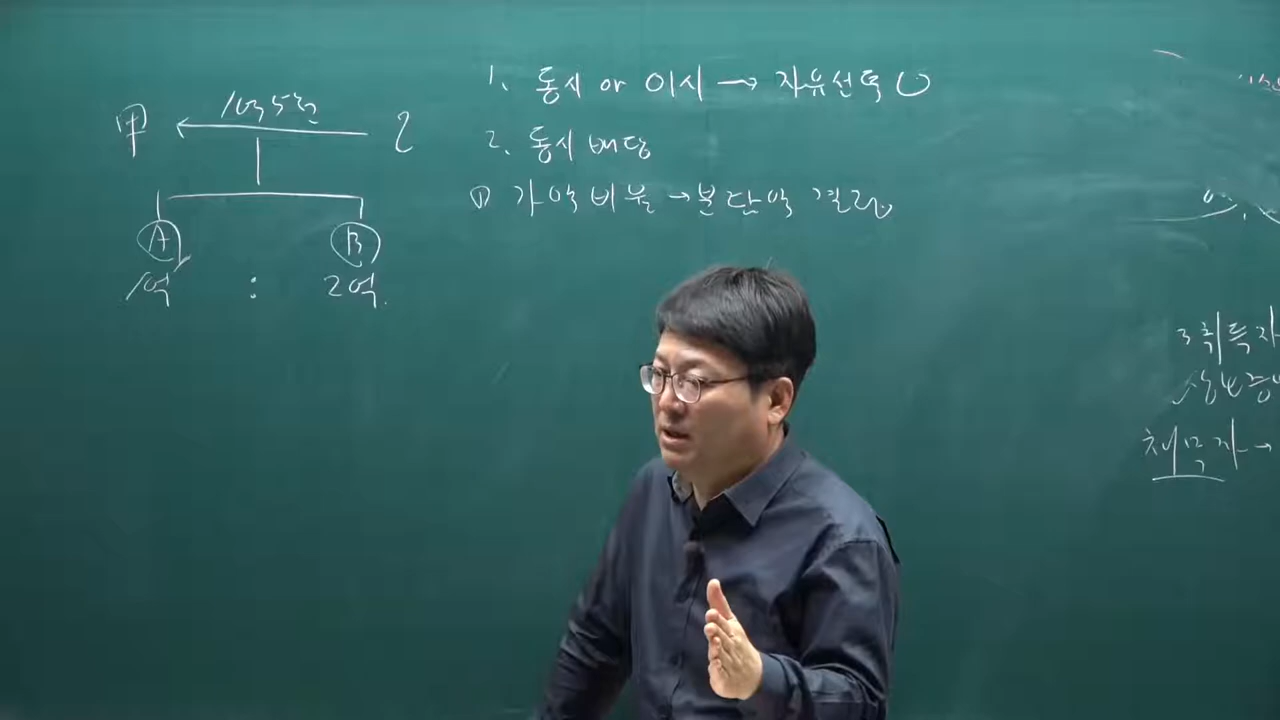 甲 ← 1억5천 乙
A B
1억 : 2억.
1. 동시 or 이시 → 자유선택 O
2. 동시배당
① 가액비율 → 분담액 결정.
3취득자
채무자 →